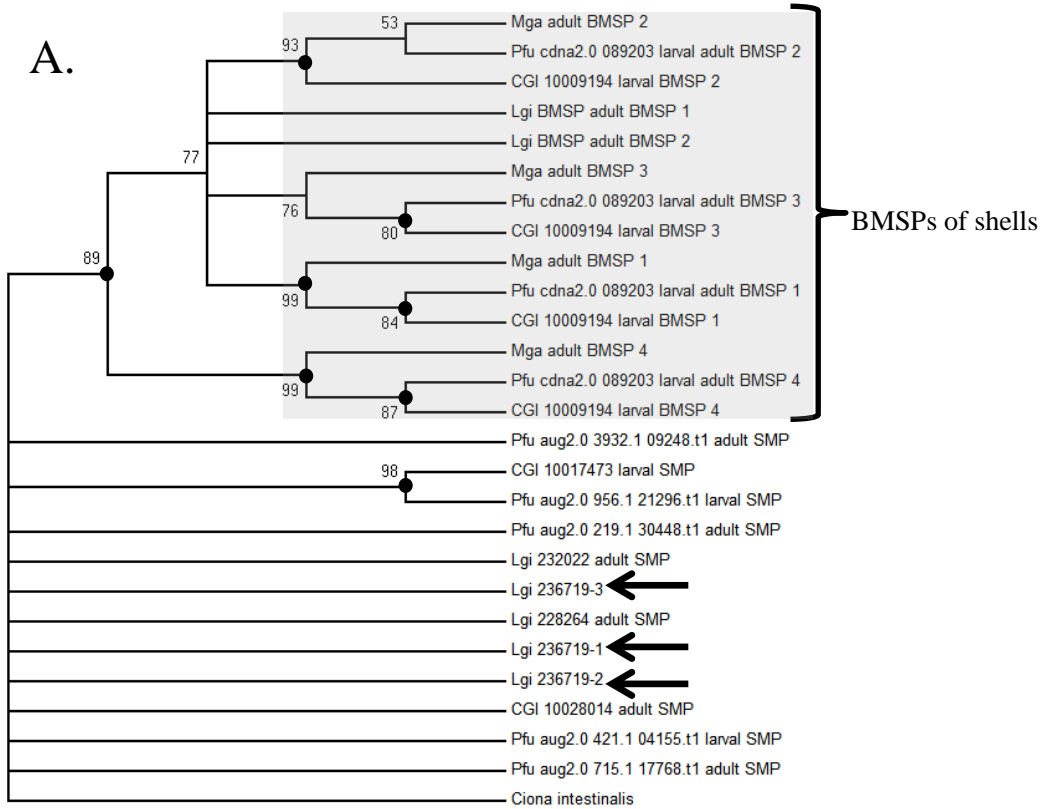 A.
53
Mga adult BMSP 2
93
Pfu cdna2.0 089203 larval adult BMSP 2
CGI 10009194 larval BMSP 2
Lgi BMSP adult BMSP 1
Lgi BMSP adult BMSP 2
77
Mga adult BMSP 3
76
Pfu cdna2.0 089203 larval adult BMSP 3
BMSPs of shells
80
CGI 10009194 larval BMSP 3
89
Mga adult BMSP 1
99
Pfu cdna2.0 089203 larval adult BMSP 1
84
CGI 10009194 larval BMSP 1
Mga adult BMSP 4
99
Pfu cdna2.0 089203 larval adult BMSP 4
87
CGI 10009194 larval BMSP 4
Pfu aug2.0 3932.1 09248.t1 adult SMP
98
CGI 10017473 larval SMP
Pfu aug2.0 956.1 21296.t1 larval SMP
Pfu aug2.0 219.1 30448.t1 adult SMP
Lgi 232022 adult SMP
Lgi 236719-3
Lgi 228264 adult SMP
Lgi 236719-1
Lgi 236719-2
CGI 10028014 adult SMP
Pfu aug2.0 421.1 04155.t1 larval SMP
Pfu aug2.0 715.1 17768.t1 adult SMP
Ciona intestinalis